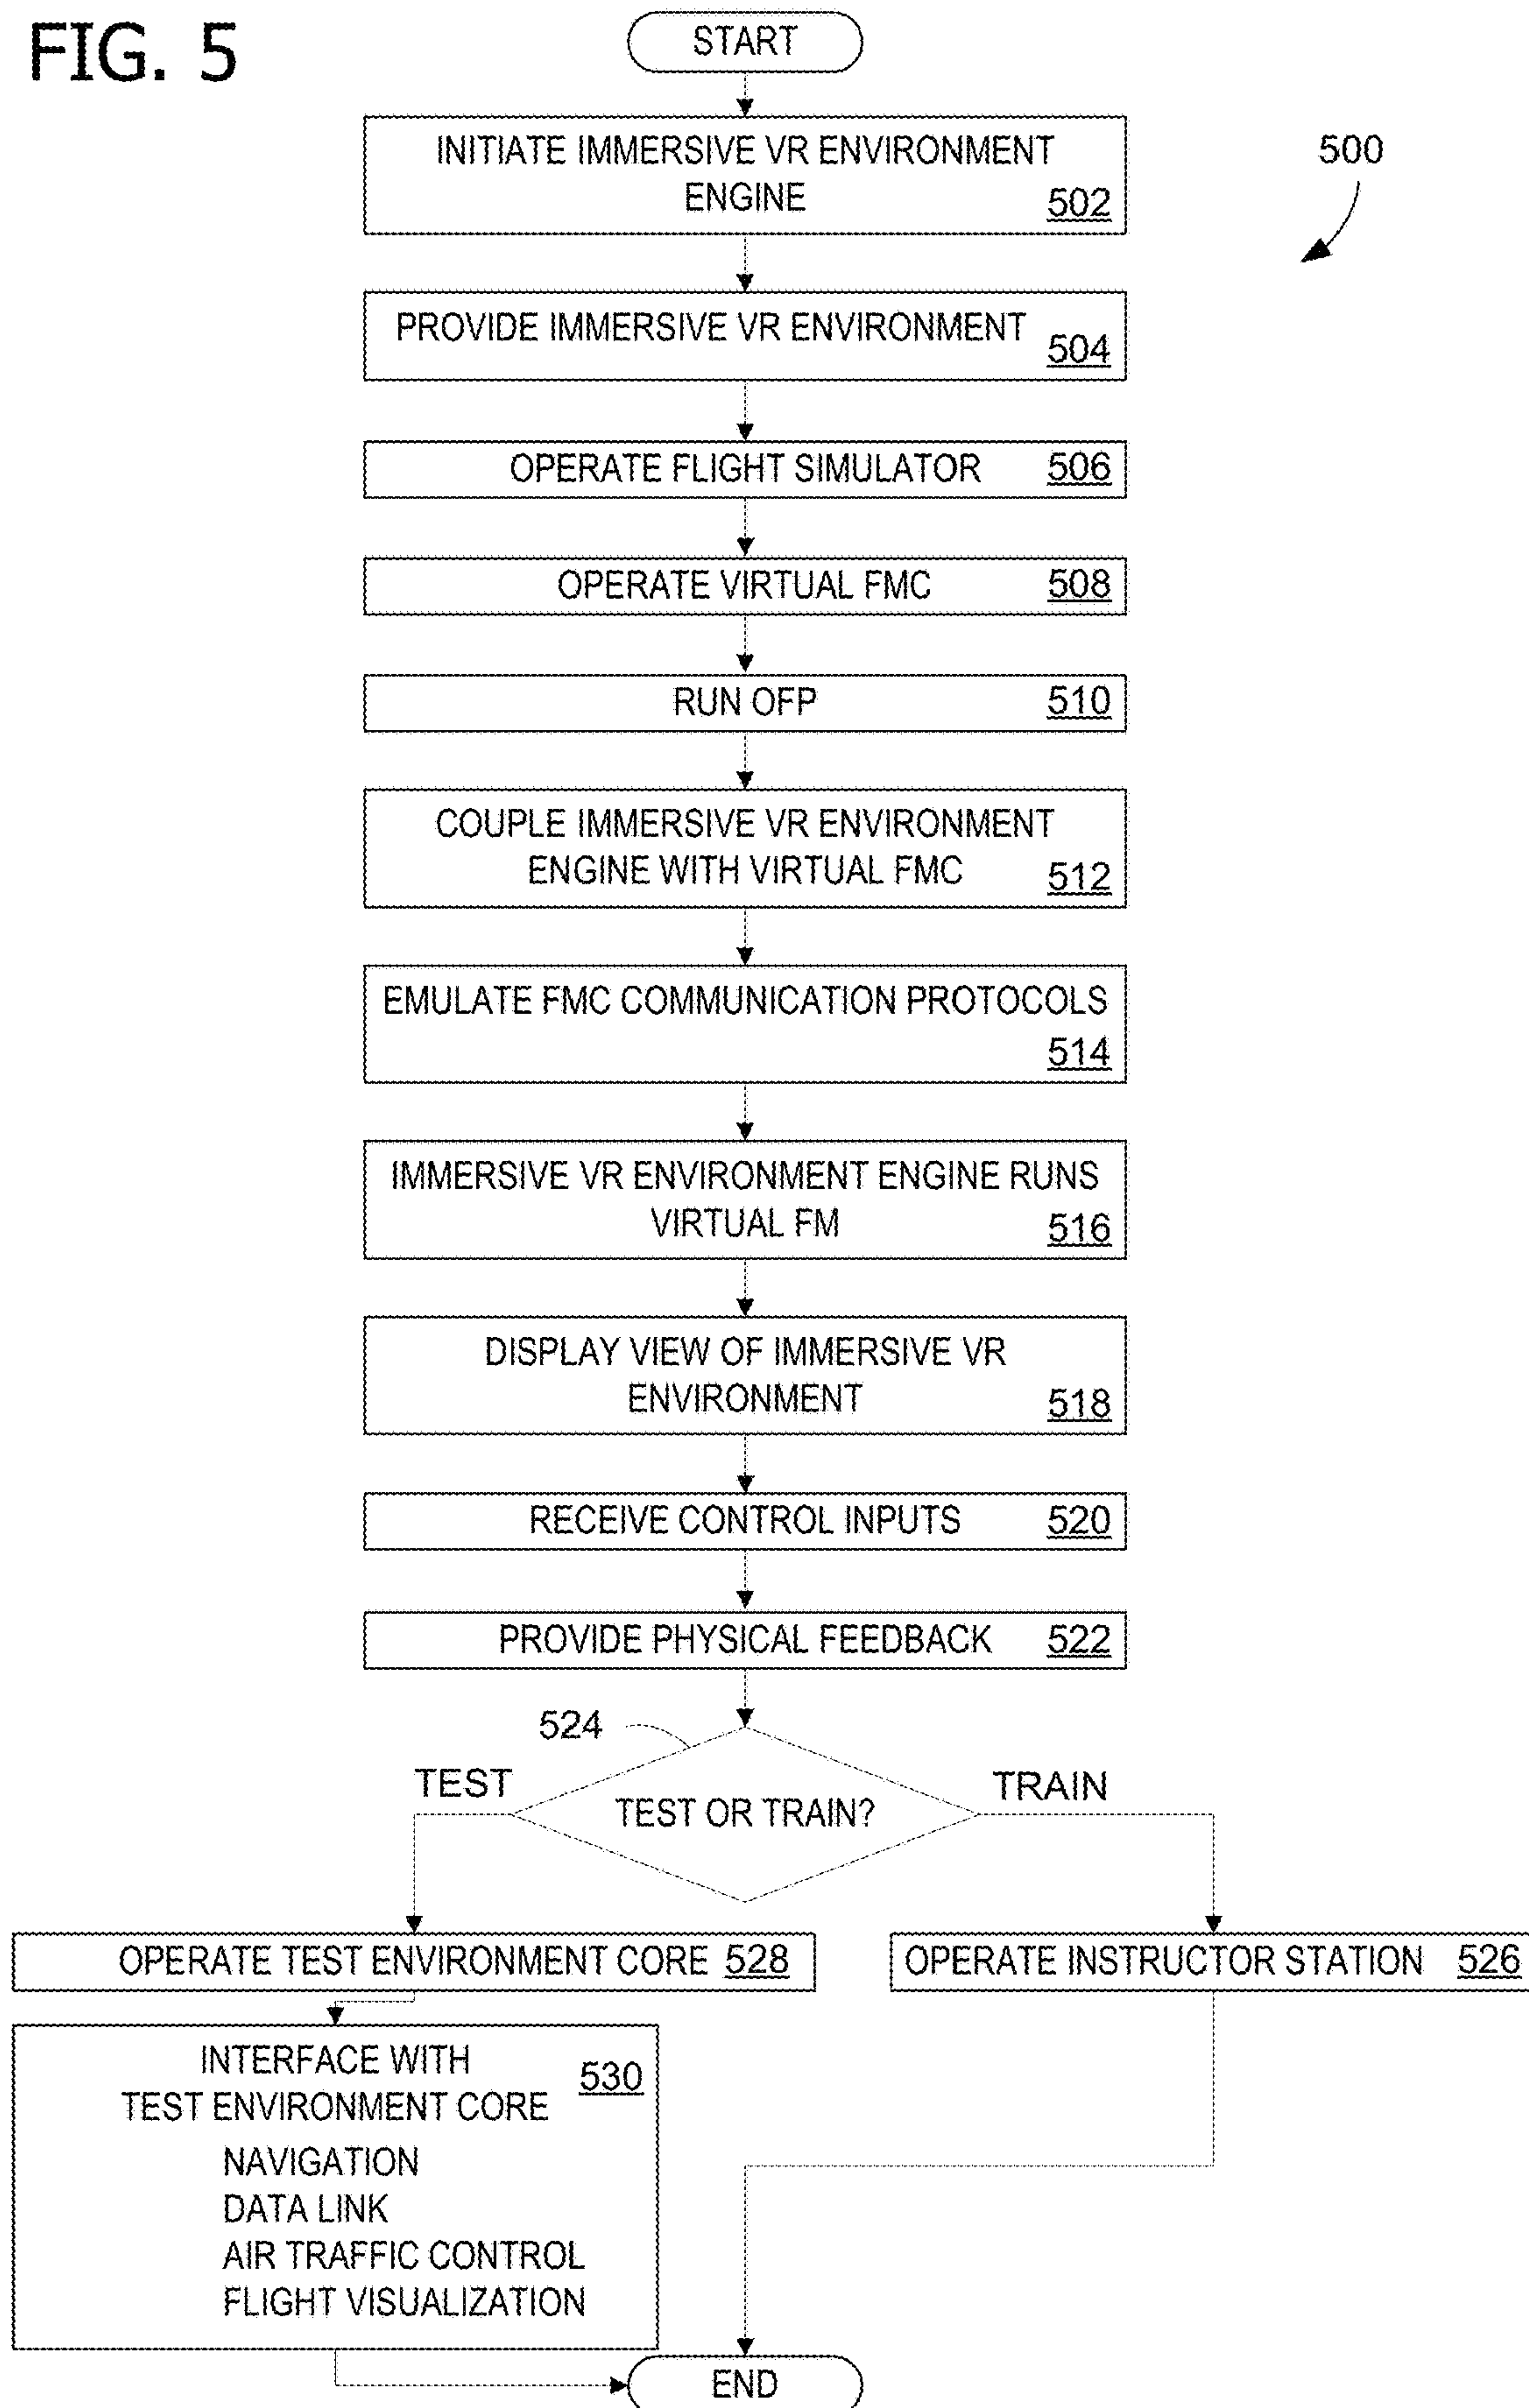 FIG. 5
START
500
INITIATE IMMERSIVE VR ENVIRONMENT
ENGINE
502
PROVIDE IMMERSIVE VR ENVIRONMENT
504
OPERATE FLIGHT SIMULATOR 506
OPERATE VIRTUAL FMC 508
RUN OFP 510
COUPLE IMMERSIVE VR ENVIRONMENT
ENGINE WITH VIRTUAL FMC 512
EMULATE FMC COMMUNICATION PROTOCOLS
514
IMMERSIVE VR ENVIRONMENT ENGINE RUNS
VIRTUAL FM 516
DISPLAY VIEW OF IMMERSIVE VR
ENVIRONMENT 518
RECEIVE CONTROL INPUTS 520
PROVIDE PHYSICAL FEEDBACK 522
524
TEST
TEST OR TRAIN?
TRAIN
OPERATE TEST ENVIRONMENT CORE 528
OPERATE INSTRUCTOR STATION 526
INTERFACE WITH
TEST ENVIRONMENT CORE
530
NAVIGATION
DATA LINK
AIR TRAFFIC CONTROL
FLIGHT VISUALIZATION
END